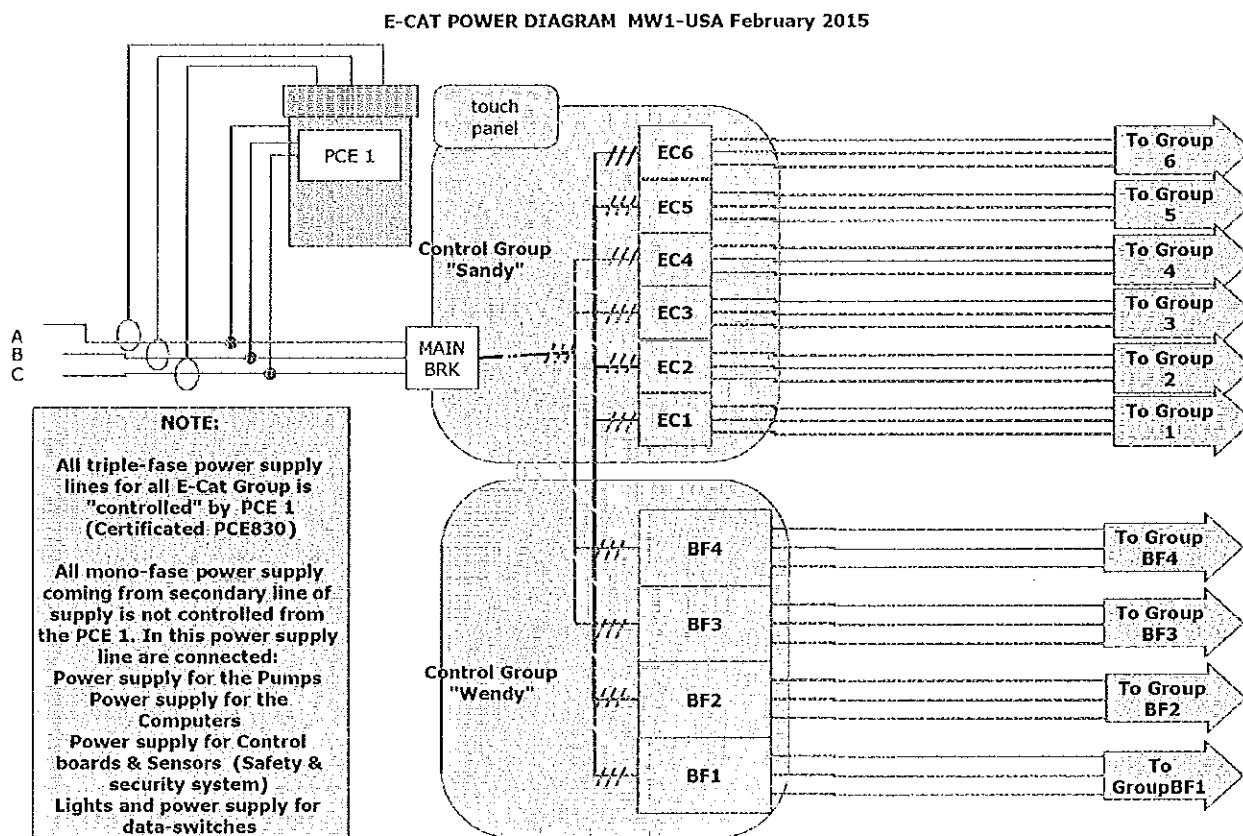 E-CAT POWER DIAGRAM MW1-USA February 2015
touch
panel
PCE 1
EC6
EC5
EC4
EC3
EC2
EC1
Control Group
"Sandy"
To Group
6
To Group
5
To Group
4
To Group
3
To Group
2
To Group
1
A
B
C
MAIN
BRK
NOTE:
All triple-fase power supply
lines for all E-Cat Group is
"controlled" by PCE 1
(Certificated PCE830)
All mono-fase power supply
coming from secondary line of
supply is not controlled from
the PCE 1. In this power supply
line are connected:
Power supply for the Pumps
Power supply for the
Computers
Power supply for Control
boards & Sensors (Safety &
security system)
Lights and power supply for
data-switches
Control Group
"Wendy"
BF4
BF3
BF2
BF1
To Group
BF4
To Group
BF3
To Group
BF2
To
GroupBF1